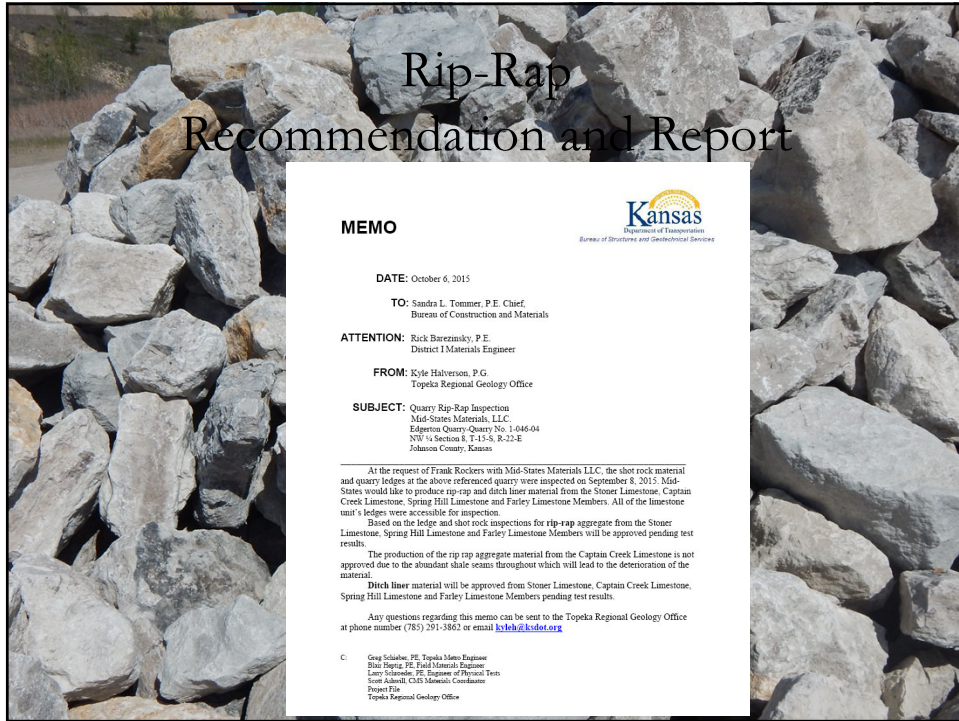 Rip-Rap
Recommendation and Report
MEMO
Kansas
Department of Transportation
Bureau of Structures and Geotechnical Services
DATE: October 6, 2015
TO: Sandra L. Tommer, P.E. Chief,
Bureau of Construction and Materials
ATTENTION: Rick Barezinsky, P.E.
District I Materials Engineer
FROM: Kyle Halverson, P.G.
Topeka Regional Geology Office
SUBJECT: Quarry Rip-Rap Inspection
Mid-States Materials, LLC.
Edgerton Quarry-Quarry No. 1-046-04
NW ¼ Section 8, T-15-S, R-22-E
Johnson County, Kansas
At the request of Frank Rockers with Mid-States Materials LLC, the shot rock material
and quarry ledges at the above referenced quarry were inspected on September 8, 2015. Mid-
States would like to produce rip-rap and ditch liner material from the Stoner Limestone, Captain
Creek Limestone, Spring Hill Limestone and Farley Limestone Members. All of the limestone
unit's ledges were accessible for inspection.
Based on the ledge and shot rock inspections for rip-rap aggregate from the Stoner
Limestone, Spring Hill Limestone and Farley Limestone Members will be approved pending test
results.
The production of the rip rap aggregate material from the Captain Creek Limestone is not
approved due to the abundant shale seams throughout which will lead to the deterioration of the
material.
Ditch liner material will be approved from Stoner Limestone, Captain Creek Limestone,
Spring Hill Limestone and Farley Limestone Members pending test results.
Any questions regarding this memo can be sent to the Topeka Regional Geology Office
at phone number (785) 291-3862 or email kyleh@ksdot.org
C: Greg Schieber, PE, Topeka Metro Engineer
Blair Heptig, PE, Field Materials Engineer
Larry Schroeder, PE, Engineer of Physical Tests
Scott Ashwill, CMS Materials Coordinator
Project File
Topeka Regional Geology Office